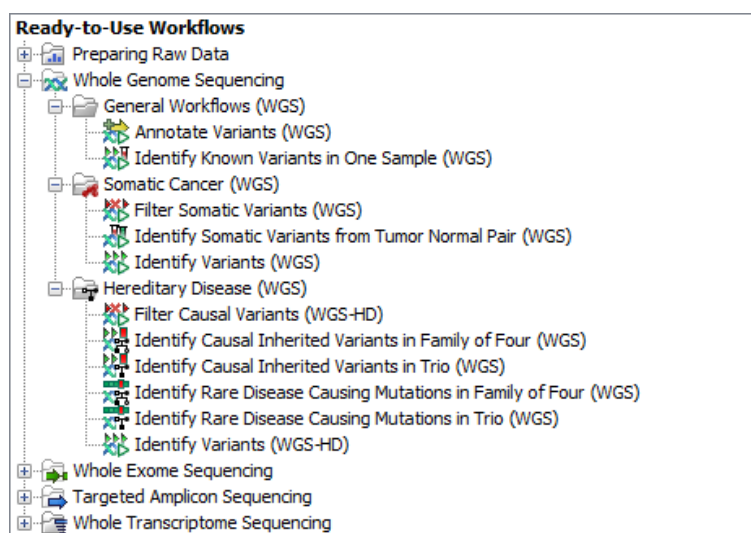 Ready-to-Use Workflows
Preparing Raw Data
Whole Genome Sequencing
General Workflows (WGS)
Annotate Variants (WGS)
Identify Known Variants in One Sample (WGS)
Somatic Cancer (WGS)
Filter Somatic Variants (WGS)
Identify Somatic Variants from Tumor Normal Pair (WGS)
Identify Variants (WGS)
Hereditary Disease (WGS)
Filter Causal Variants (WGS-HD)
Identify Causal Inherited Variants in Family of Four (WGS)
Identify Causal Inherited Variants in Trio (WGS)
Identify Rare Disease Causing Mutations in Family of Four (WGS)
Identify Rare Disease Causing Mutations in Trio (WGS)
Identify Variants (WGS-HD)
Whole Exome Sequencing
Targeted Amplicon Sequencing
Whole Transcriptome Sequencing